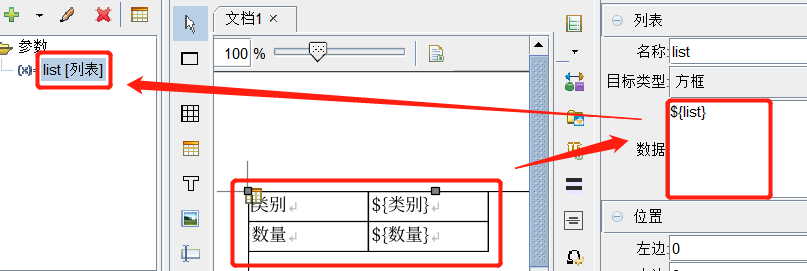 参数
(x)= list [列表]
文档1 ×
100 %
类别↲ ${类别}↲
数量↲ ${数量}↲
列表
名称: list
目标类型: 方框
数据 ${list}
位置
左边: 0